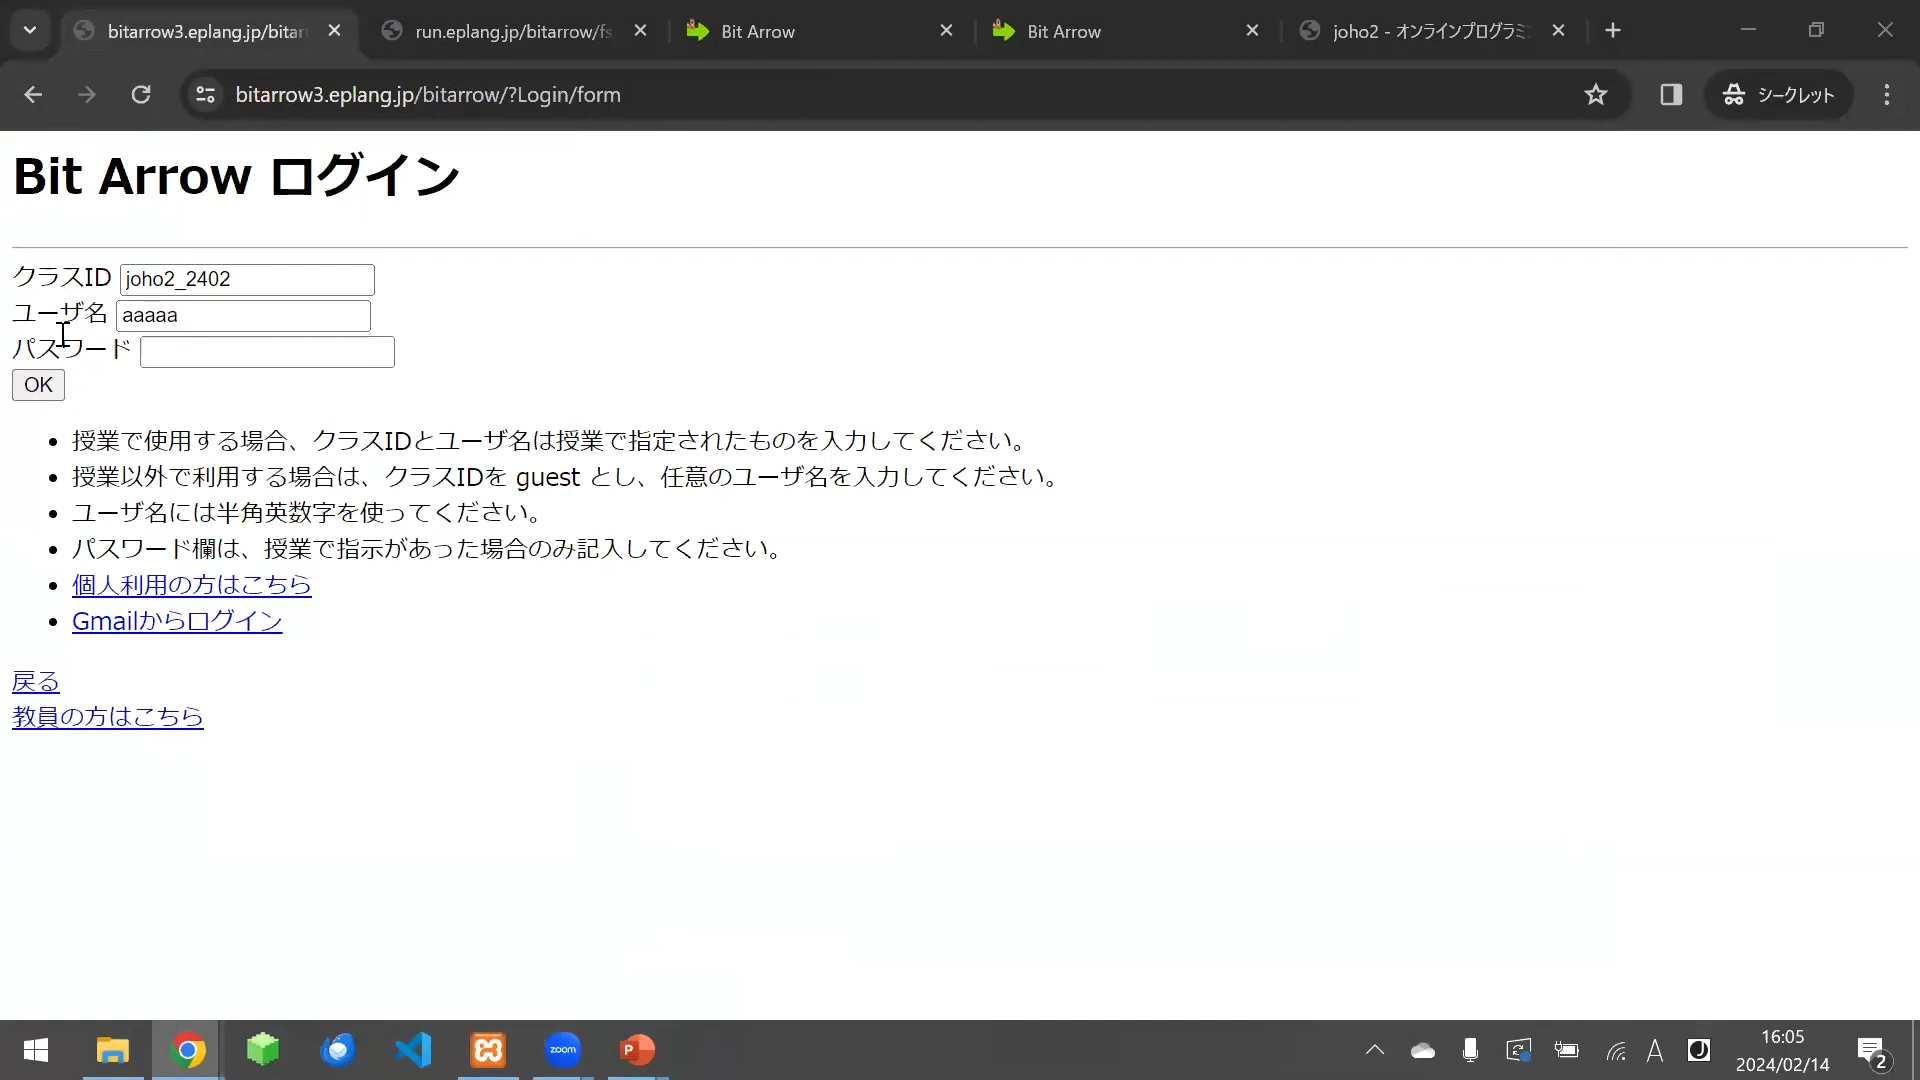 bitarrow3.eplang.jp/bitar
run.eplang.jp/bitarrow/fs
Bit Arrow
Bit Arrow
joho2 - オンラインプログラミ
bitarrow3.eplang.jp/bitarrow/?Login/form
シークレット
Bit Arrow ログイン
クラスID joho2_2402
ユーザ名 aaaaa
パスワード
OK
• 授業で使用する場合、クラスIDとユーザ名は授業で指定されたものを入力してください。
• 授業以外で利用する場合は、クラスIDを guest とし、任意のユーザ名を入力してください。
• ユーザ名には半角英数字を使ってください。
• パスワード欄は、授業で指示があった場合のみ記入してください。
• 個人利用の方はこちら
• Gmailからログイン
戻る
教員の方はこちら
zoom
P
A
J
16:05
2024/02/14
2